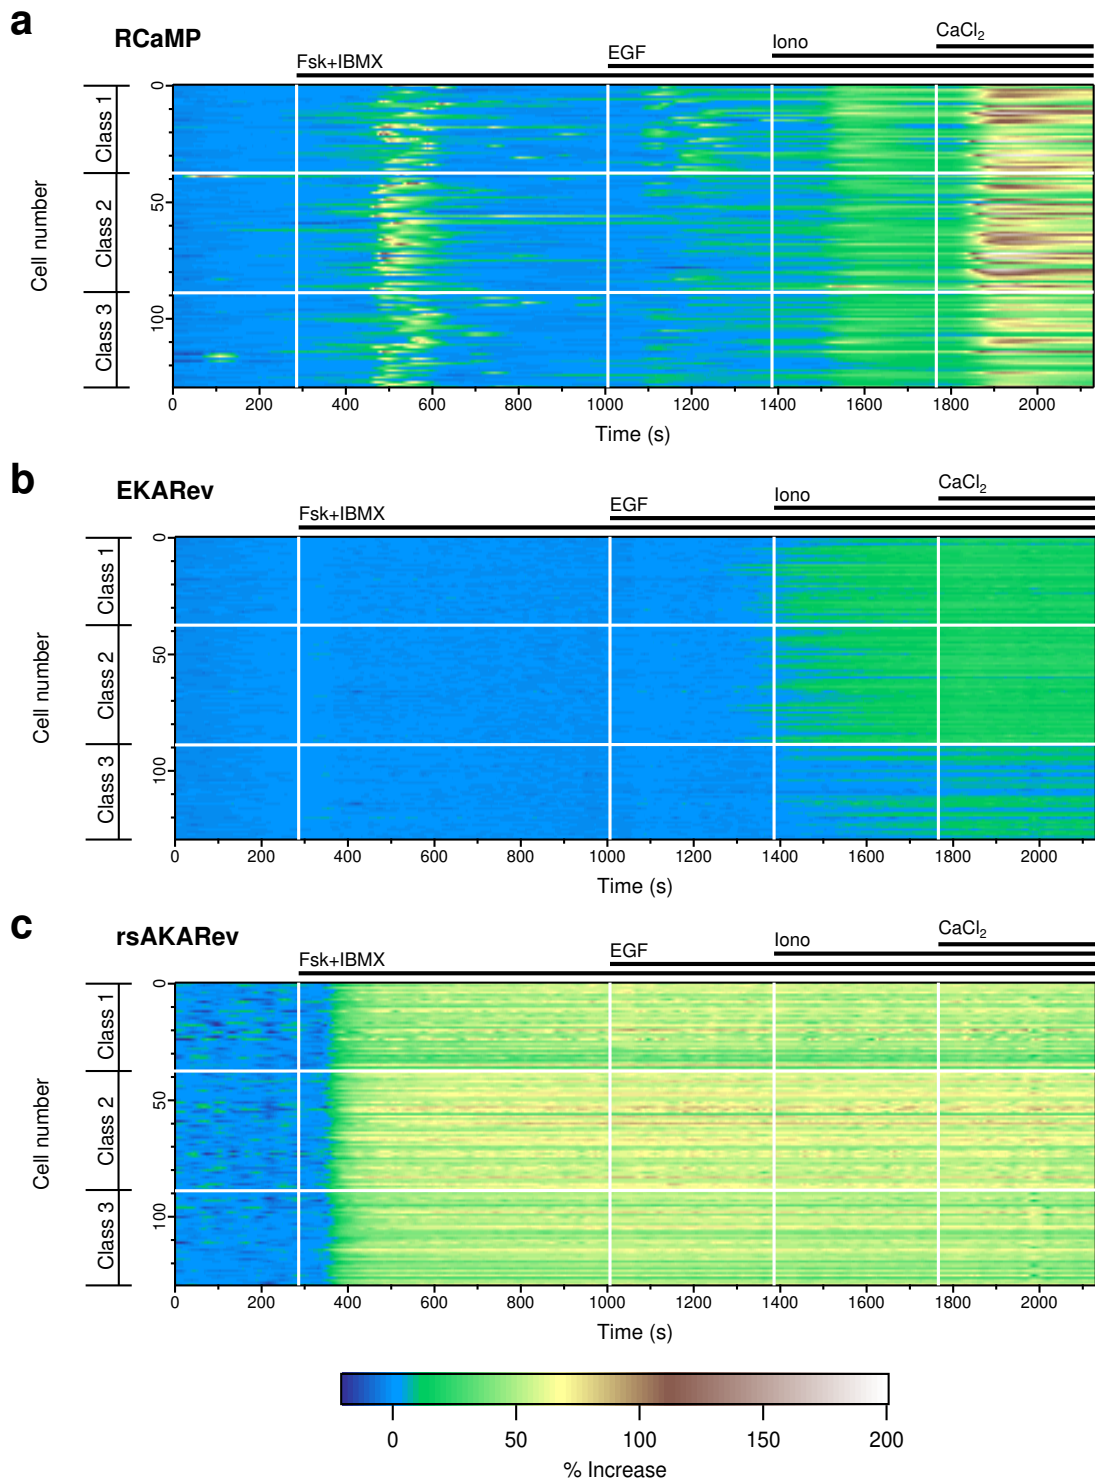 a
RCaMP
Fsk+IBMX
EGF
Iono
CaCl2
Cell number
Class 1
Class 2
Class 3
0
50
100
0 200 400 600 800 1000 1200 1400 1600 1800 2000
Time (s)
b
EKARev
Fsk+IBMX
EGF
Iono
CaCl2
Cell number
Class 1
Class 2
Class 3
0
50
100
0 200 400 600 800 1000 1200 1400 1600 1800 2000
Time (s)
c
rsAKARev
Fsk+IBMX
EGF
Iono
CaCl2
Cell number
Class 1
Class 2
Class 3
0
50
100
0 200 400 600 800 1000 1200 1400 1600 1800 2000
Time (s)
0 50 100 150 200
% Increase